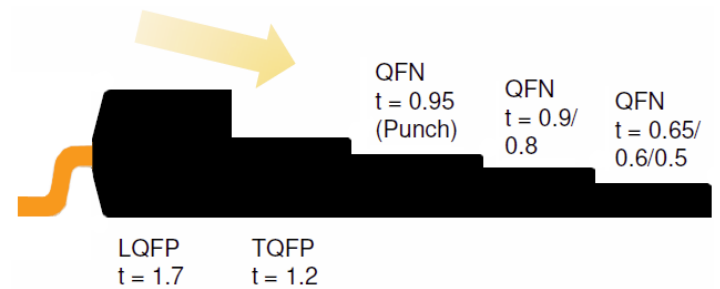 QFN
t = 0.95
(Punch)
QFN
t = 0.9/
0.8
QFN
t = 0.65/
0.6/0.5
LQFP
t = 1.7
TQFP
t = 1.2